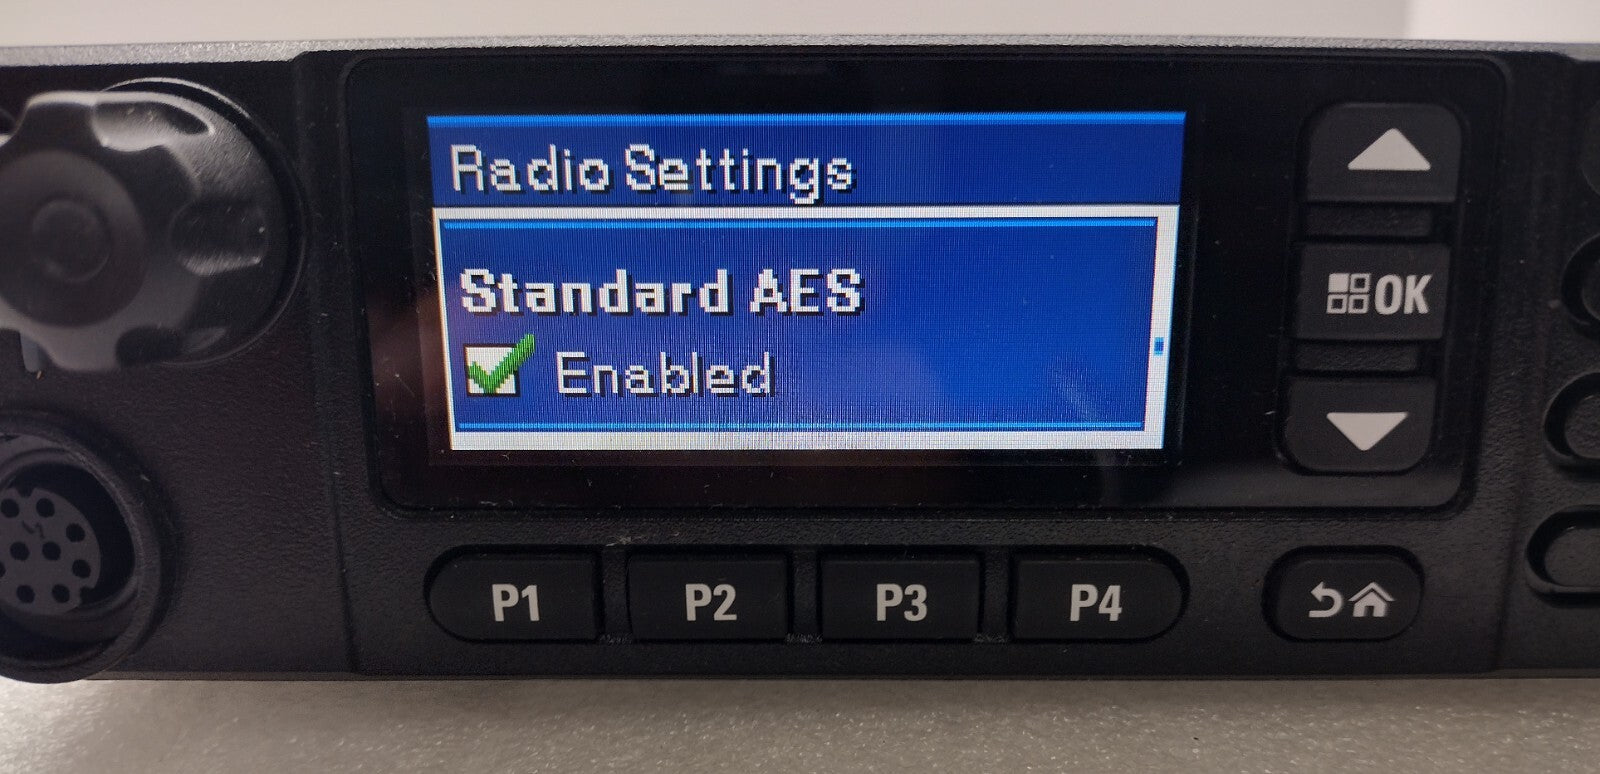 Radio Settings
Standard AES
Enabled
OK
P1
P2
P3
P4